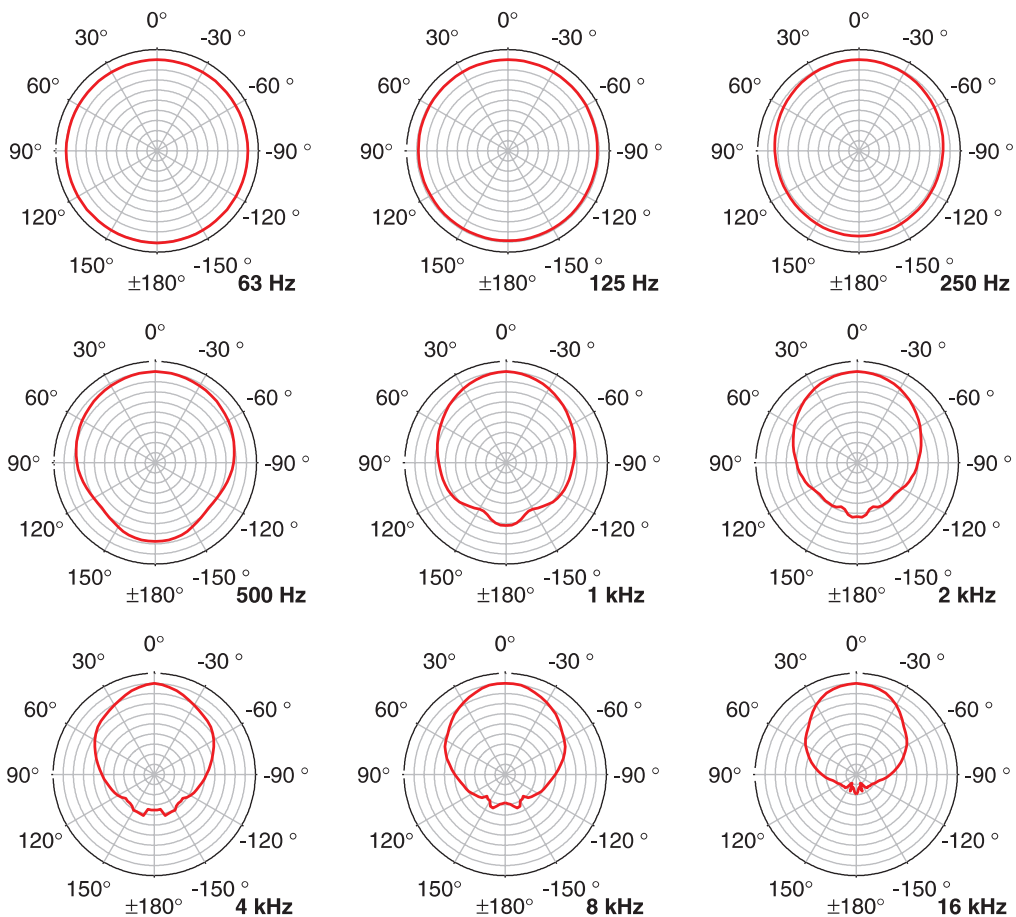 0° 0° 0°
30° -30 ° 30° -30 ° 30° -30 °
60° -60 ° 60° -60 ° 60° -60 °
90° -90 ° 90° -90 ° 90° -90 °
120° -120 ° 120° -120 ° 120° -120 °
150° -150 ° 150° -150 ° 150° -150 °
±180° 63 Hz ±180° 125 Hz ±180° 250 Hz
0° 0° 0°
30° -30 ° 30° -30 ° 30° -30 °
60° -60 ° 60° -60 ° 60° -60 °
90° -90 ° 90° -90 ° 90° -90 °
120° -120 ° 120° -120 ° 120° -120 °
150° -150 ° 150° -150 ° 150° -150 °
±180° 500 Hz ±180° 1 kHz ±180° 2 kHz
0° 0° 0°
30° -30 ° 30° -30 ° 30° -30 °
60° -60 ° 60° -60 ° 60° -60 °
90° -90 ° 90° -90 ° 90° -90 °
120° -120 ° 120° -120 ° 120° -120 °
150° -150 ° 150° -150 ° 150° -150 °
±180° 4 kHz ±180° 8 kHz ±180° 16 kHz